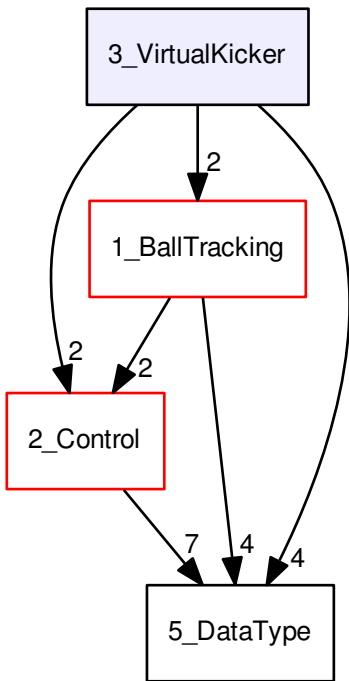 3_VirtualKicker
2
1_BallTracking
2
2
2_Control
7
4
4
5_DataType